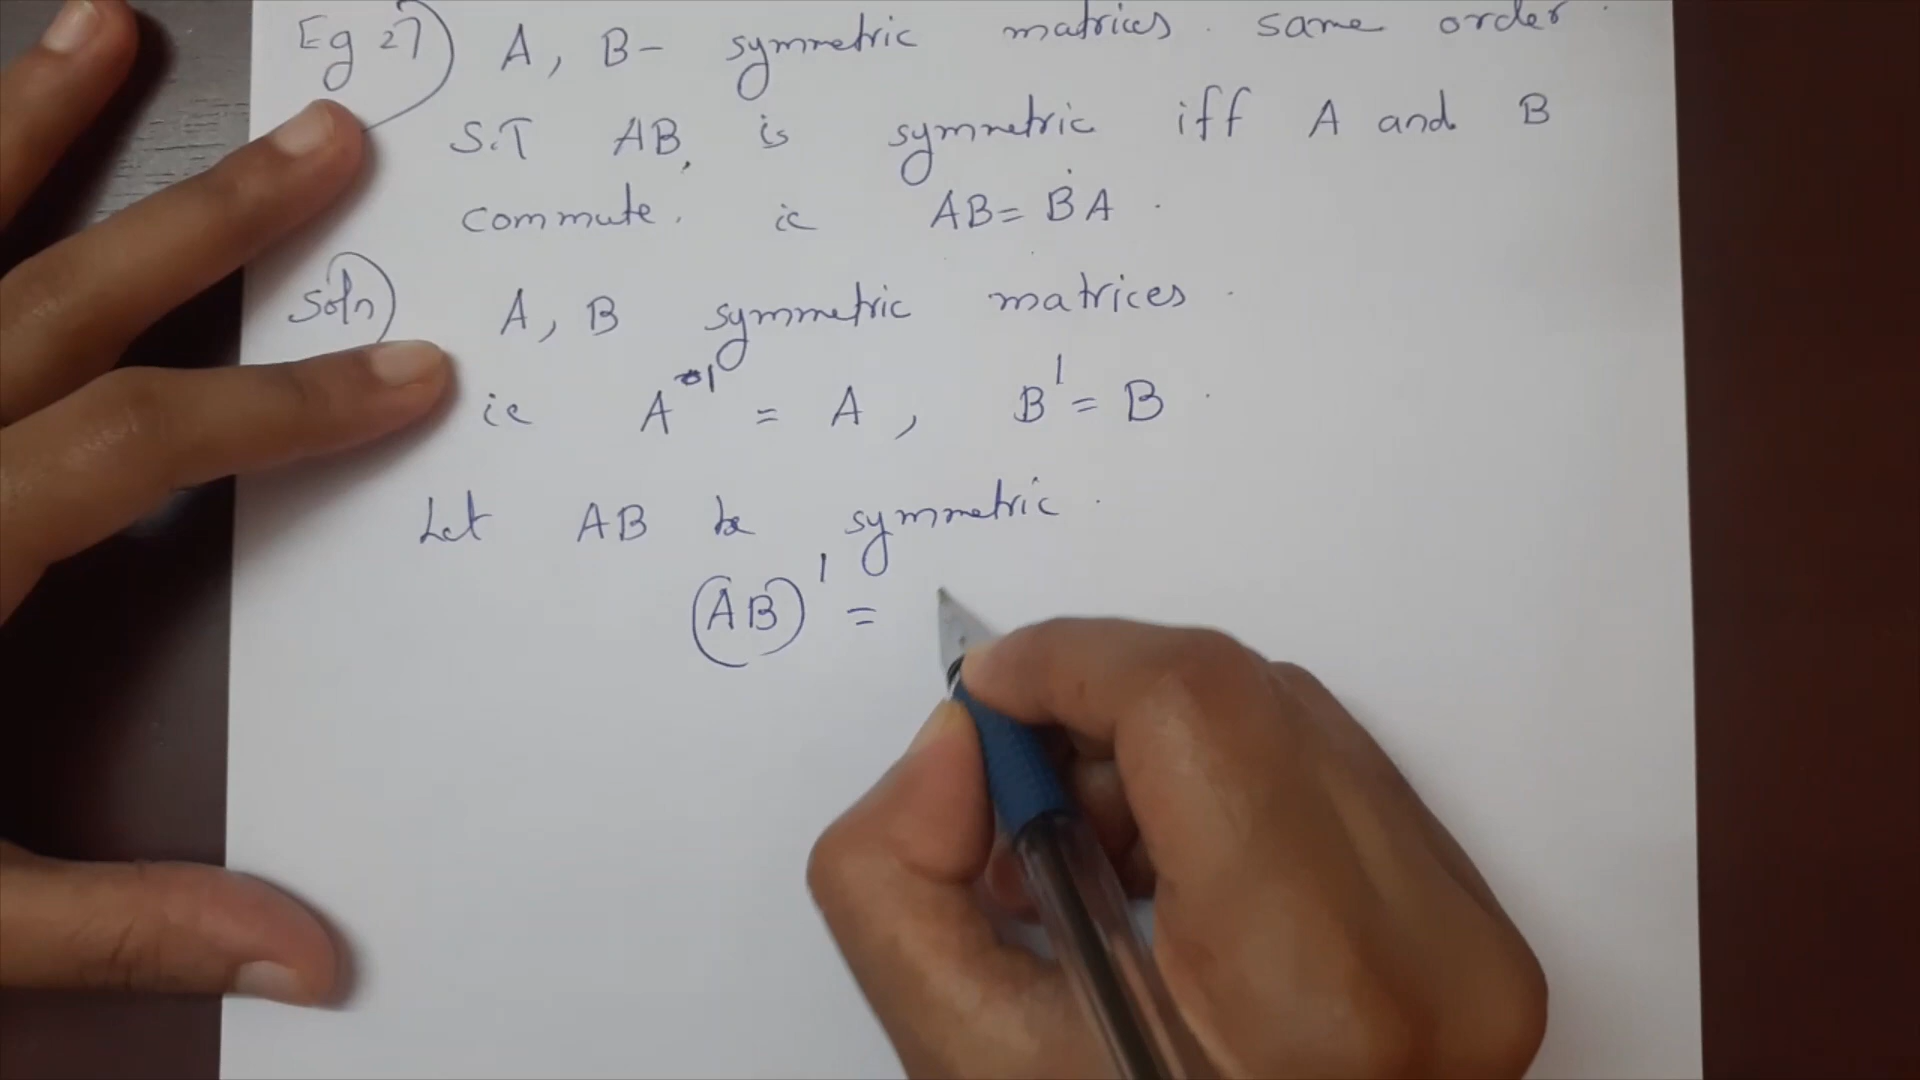 Eg 27) A, B- symmetric matrices. same order.
S.T AB, is symmetric iff A and B
commute. ie AB = BA.
Soln) A, B symmetric matrices.
ie A' = A, B' = B.
Let AB be symmetric.
(AB)' =